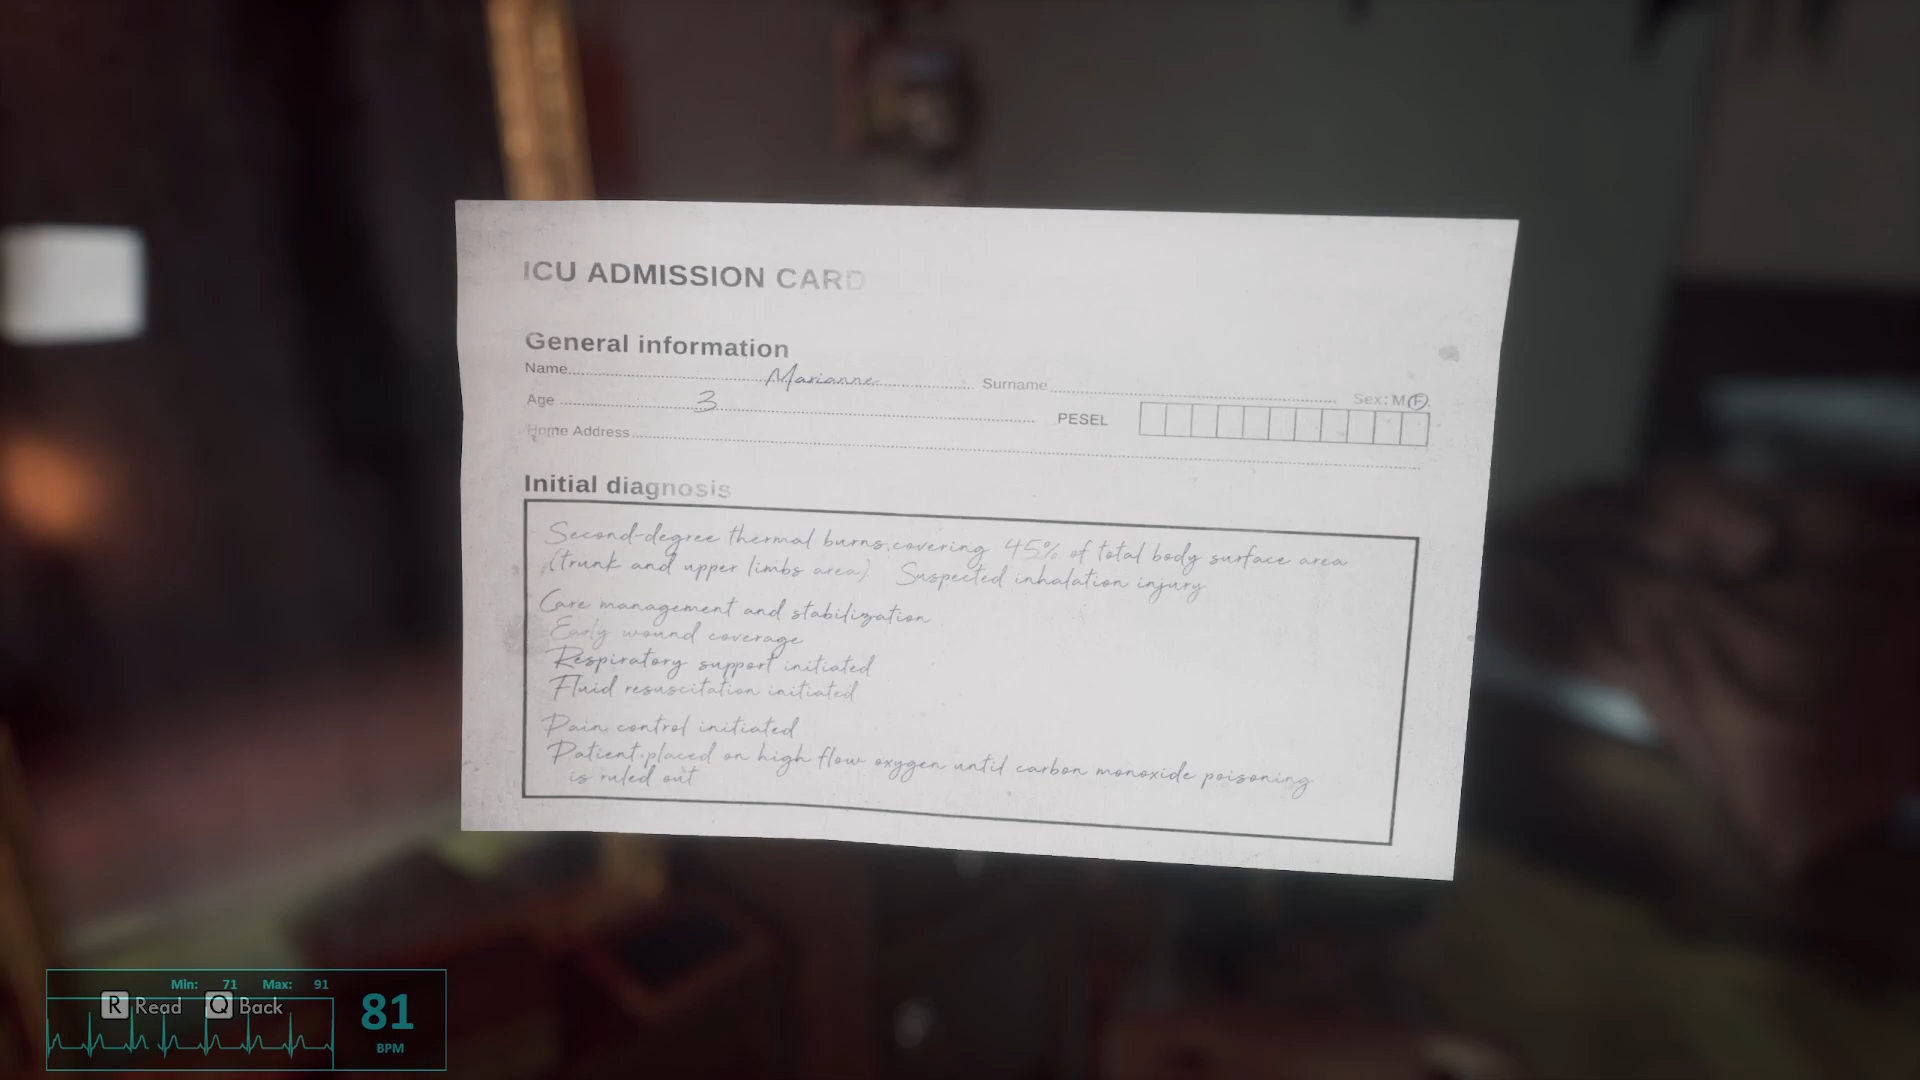 ICU ADMISSION CARD
General information
Name Marianne Surname Sex: M F.
Age 3 PESEL
Home Address
Initial diagnosis
Second-degree thermal burns, covering 45% of total body surface area
(trunk and upper limbs area) Suspected inhalation injury
Care management and stabilization
Early wound coverage
Respiratory support initiated
Fluid resuscitation initiated
Pain control initiated
Patient placed on high flow oxygen until carbon monoxide poisoning
is ruled out
Min: 71 Max: 91
R Read Q Back
81
BPM